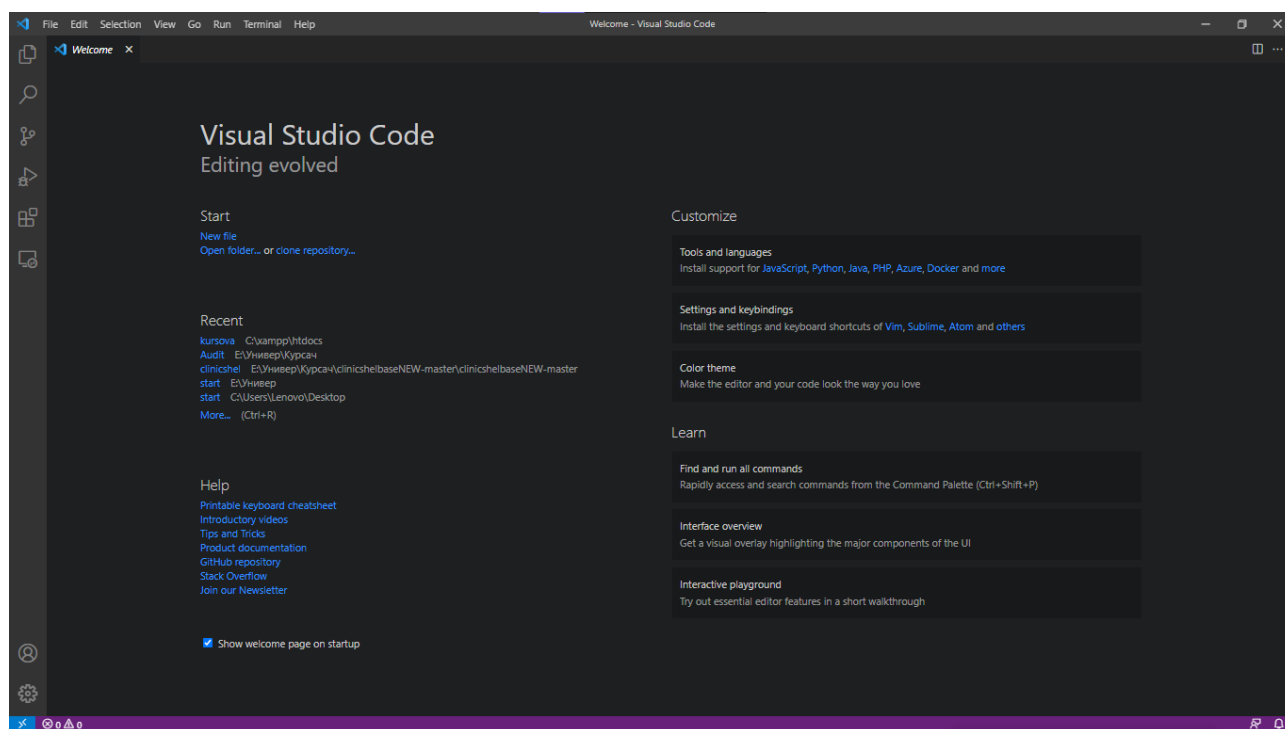 File Edit Selection View Go Run Terminal Help
Welcome - Visual Studio Code
Welcome
Visual Studio Code
Editing evolved
Start
New file
Open folder... or clone repository...
Recent
kursova C:\xampp\htdocs
Audit E:\Универ\Курсач
clinicshel E:\Универ\Курсач\clinicshelbaseNEW-master\clinicshelbaseNEW-master
start E:\Универ
start C:\Users\Lenovo\Desktop
More... (Ctrl+R)
Help
Printable keyboard cheatsheet
Introductory videos
Tips and Tricks
Product documentation
GitHub repository
Stack Overflow
Join our Newsletter
Show welcome page on startup
Customize
Tools and languages
Install support for JavaScript, Python, Java, PHP, Azure, Docker and more
Settings and keybindings
Install the settings and keyboard shortcuts of Vim, Sublime, Atom and others
Color theme
Make the editor and your code look the way you love
Learn
Find and run all commands
Rapidly access and search commands from the Command Palette (Ctrl+Shift+P)
Interface overview
Get a visual overlay highlighting the major components of the UI
Interactive playground
Try out essential editor features in a short walkthrough
0 0